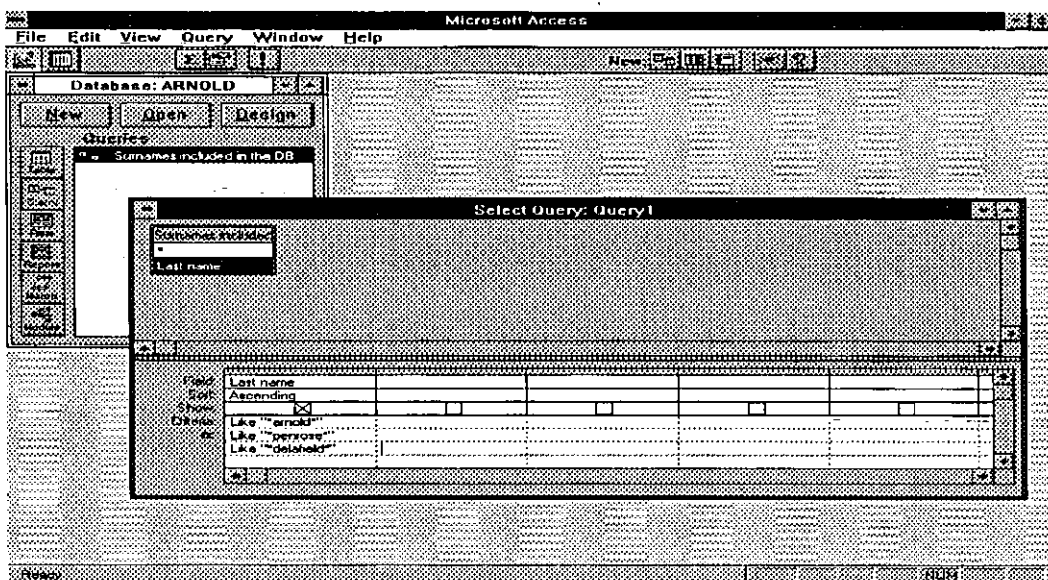 Microsoft Access
File Edit View Query Window Help
New:
Database: ARNOLD
New Open Design
Queries
Surnames included in the DB
Select Query: Query1
Surnames included
*
Last name
Field: Last name
Sort: Ascending
Show:
Criteria: Like "*arnold*"
or: Like "*penrose*"
Like "*delafield*"
Ready NUM